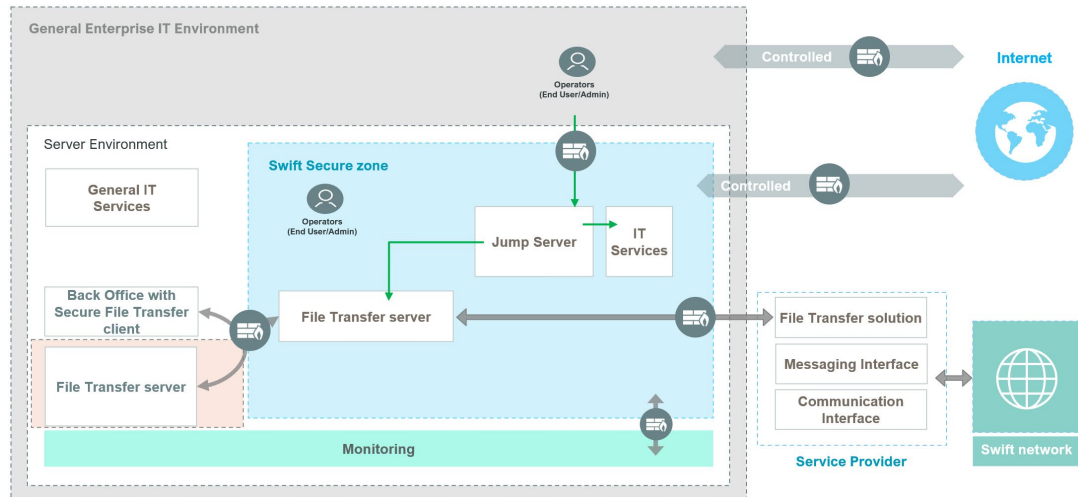 General Enterprise IT Environment
Operators
(End User/Admin)
Controlled
Internet
Server Environment
General IT
Services
Swift Secure zone
Operators
(End User/Admin)
Controlled
Jump Server
IT
Services
Back Office with
Secure File Transfer
client
File Transfer server
File Transfer server
File Transfer solution
Messaging Interface
Communication
Interface
Monitoring
Service Provider
Swift network